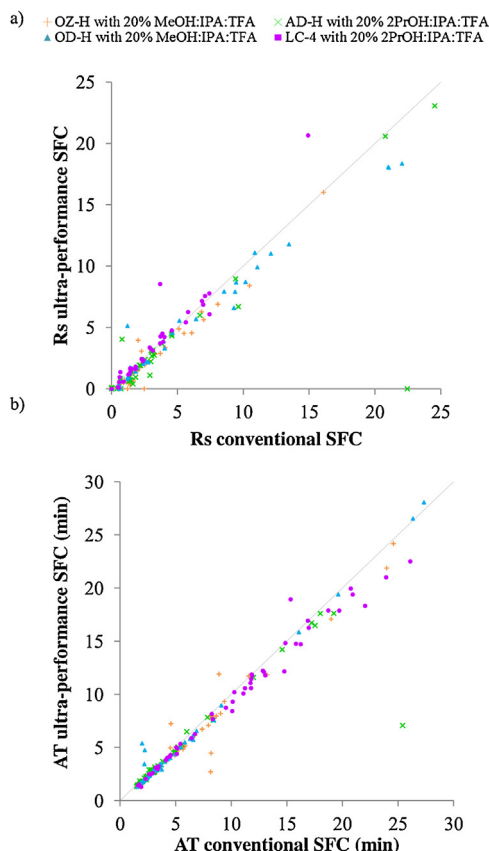 a)
OZ-H with 20% MeOH:IPA:TFA
AD-H with 20% 2PrOH:IPA:TFA
OD-H with 20% MeOH:IPA:TFA
LC-4 with 20% 2PrOH:IPA:TFA
25
20
15
10
5
0
Rs ultra-performance SFC
0 5 10 15 20 25
Rs conventional SFC
b)
30
25
20
15
10
5
0
AT ultra-performance SFC (min)
0 5 10 15 20 25 30
AT conventional SFC (min)